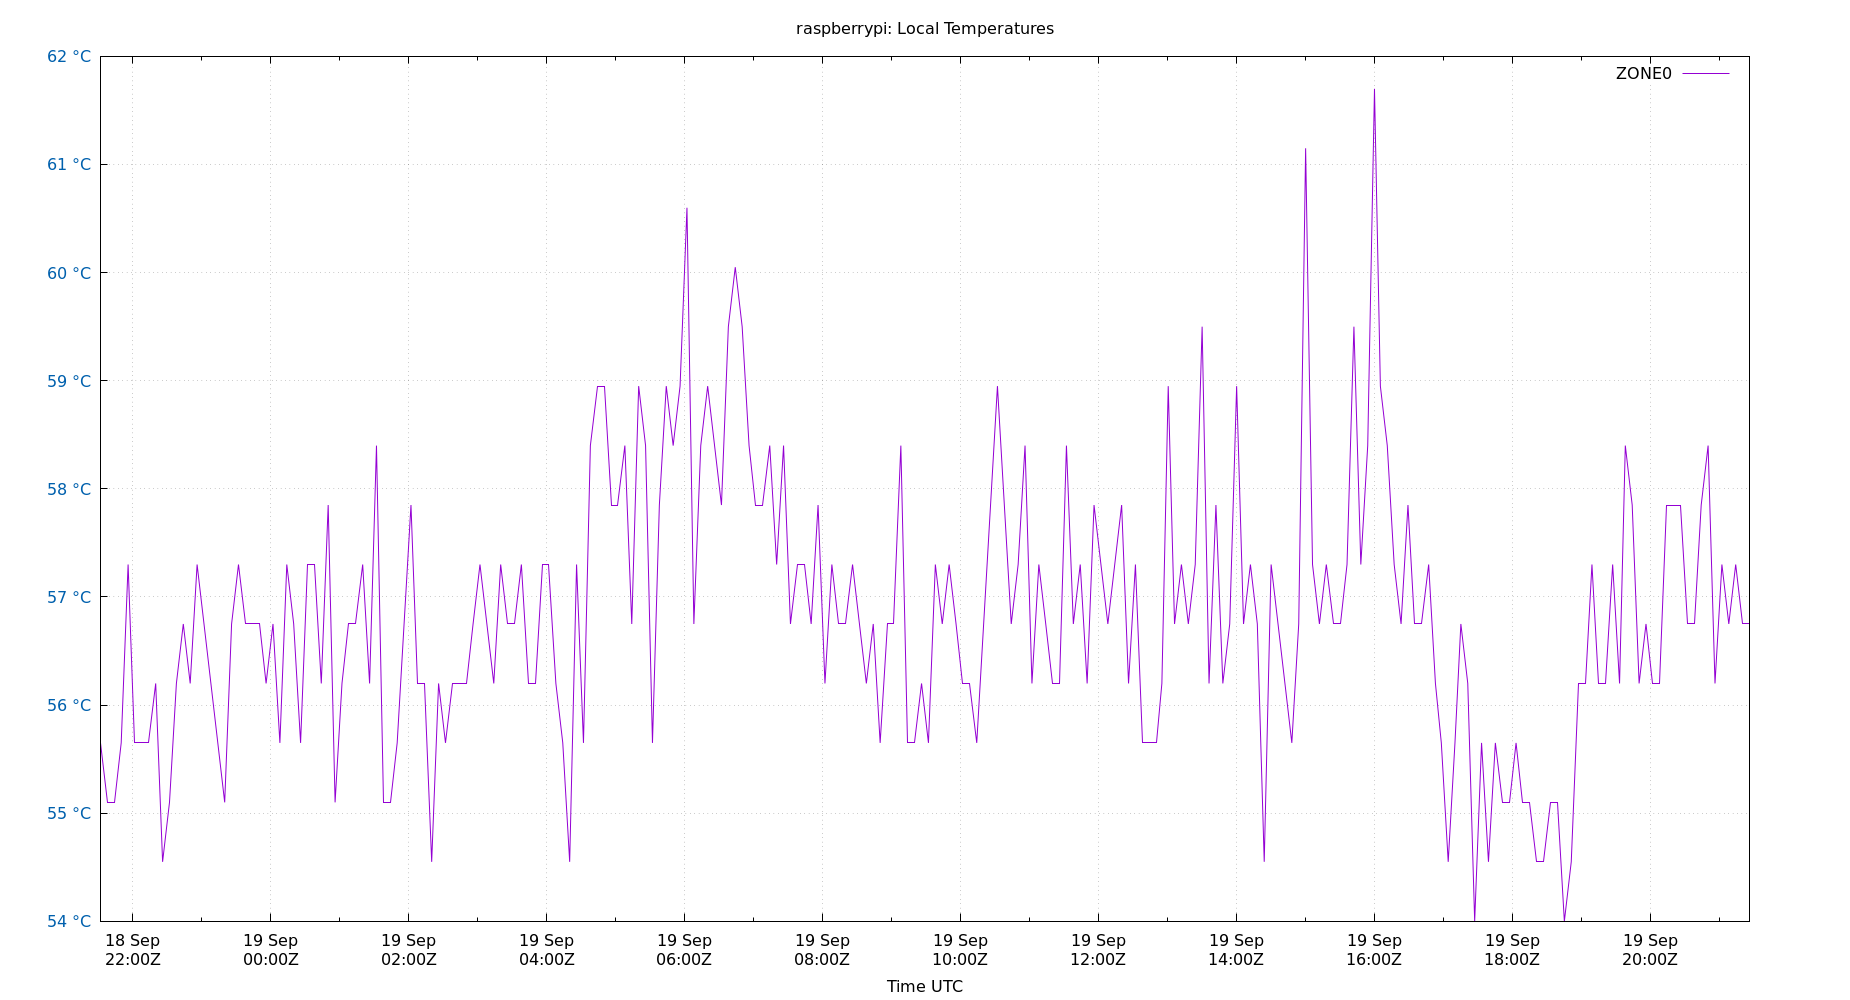 raspberrypi: Local Temperatures
62 °C
ZONE0
61 °C
60 °C
59 °C
58 °C
57 °C
56 °C
55 °C
54 °C
18 Sep 19 Sep 19 Sep 19 Sep 19 Sep 19 Sep 19 Sep 19 Sep 19 Sep 19 Sep 19 Sep 19 Sep
22:00Z 00:00Z 02:00Z 04:00Z 06:00Z 08:00Z 10:00Z 12:00Z 14:00Z 16:00Z 18:00Z 20:00Z
Time UTC